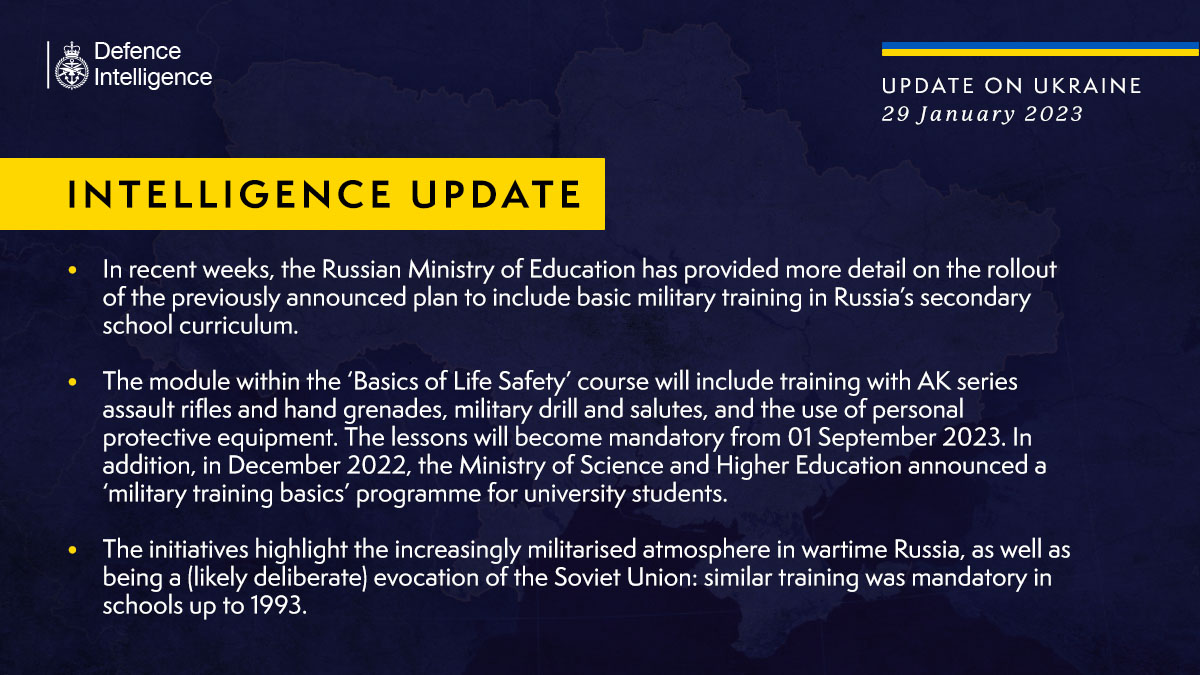 Defence
Intelligence
UPDATE ON UKRAINE
29 January 2023
INTELLIGENCE UPDATE
• In recent weeks, the Russian Ministry of Education has provided more detail on the rollout
of the previously announced plan to include basic military training in Russia’s secondary
school curriculum.
• The module within the ‘Basics of Life Safety’ course will include training with AK series
assault rifles and hand grenades, military drill and salutes, and the use of personal
protective equipment. The lessons will become mandatory from 01 September 2023. In
addition, in December 2022, the Ministry of Science and Higher Education announced a
‘military training basics’ programme for university students.
• The initiatives highlight the increasingly militarised atmosphere in wartime Russia, as well as
being a (likely deliberate) evocation of the Soviet Union: similar training was mandatory in
schools up to 1993.